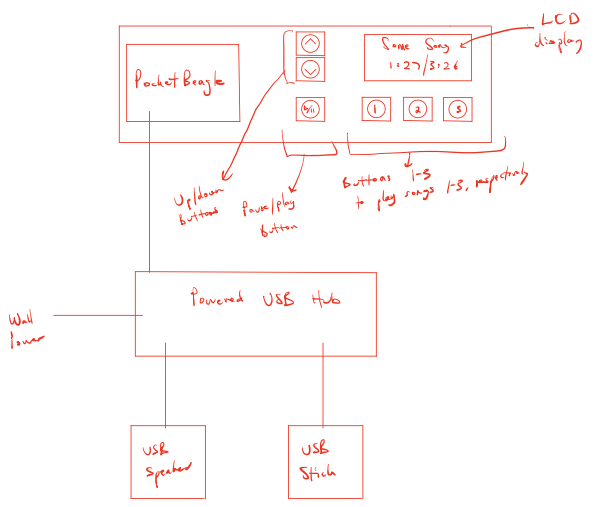 LCD
display
Some Song
1:27/3:26
PocketBeagle
1
2
3
Up/down
buttons
Pause/play
button
Buttons 1-3
to play songs 1-3, respectively
Powered USB Hub
Wall
Power
USB
Speaker
USB
Stick